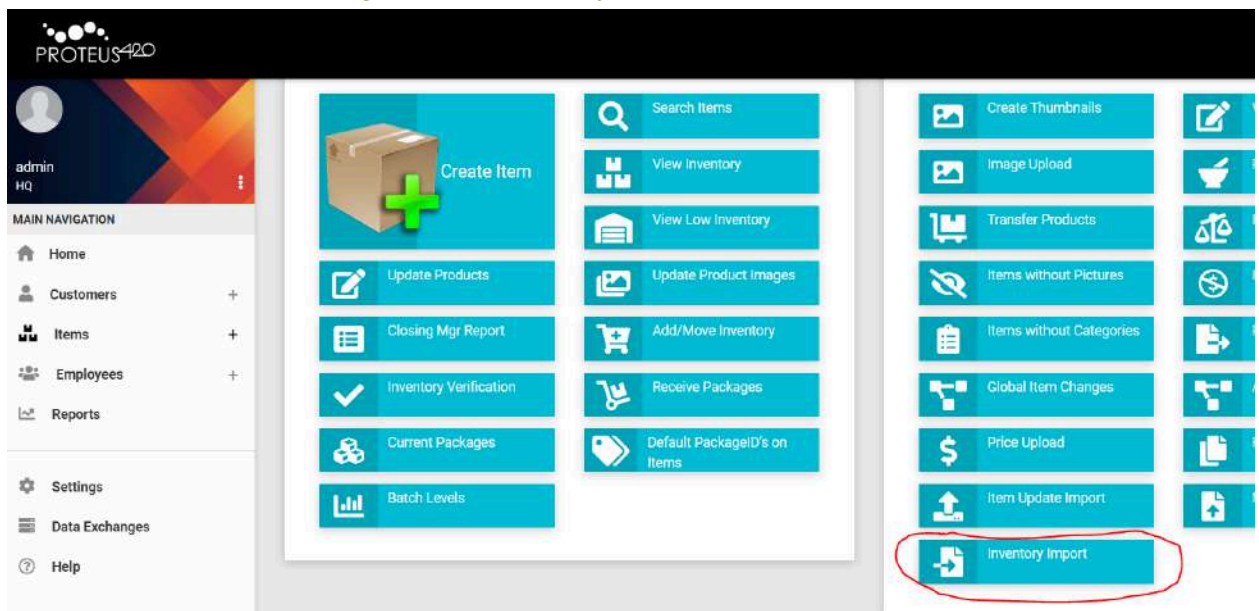 PROTEUS420
admin
HQ
MAIN NAVIGATION
Home
Customers +
Items +
Employees +
Reports
Settings
Data Exchanges
Help
Create Item
Search Items
View Inventory
View Low Inventory
Update Products
Update Product Images
Closing Mgr Report
Add/Move Inventory
Inventory Verification
Receive Packages
Current Packages
Default PackageID's on
Items
Batch Levels
Create Thumbnails
Image Upload
Transfer Products
Items without Pictures
Items without Categories
Global Item Changes
Price Upload
Item Update Import
Inventory Import